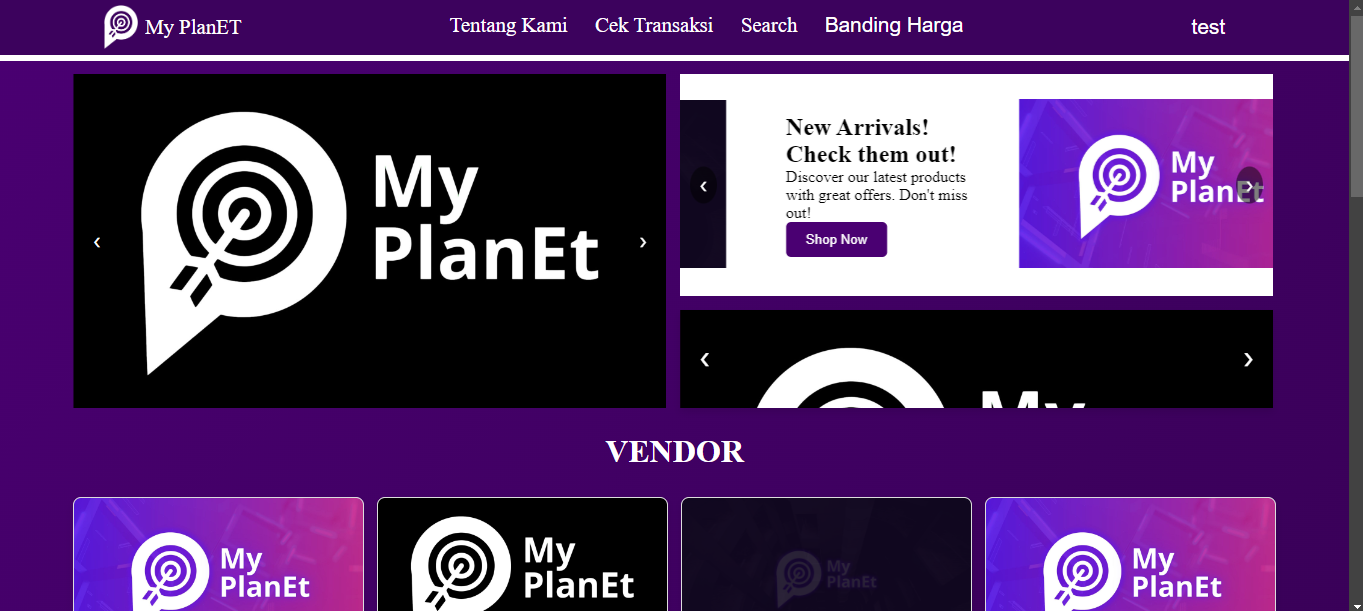 My PlanET
Tentang Kami
Cek Transaksi
Search
Banding Harga
test
My
PlanEt
New Arrivals!
Check them out!
Discover our latest products
with great offers. Don't miss
out!
Shop Now
My
PlanEt
My
VENDOR
My
PlanEt
My
PlanEt
My
PlanEt
My
PlanEt